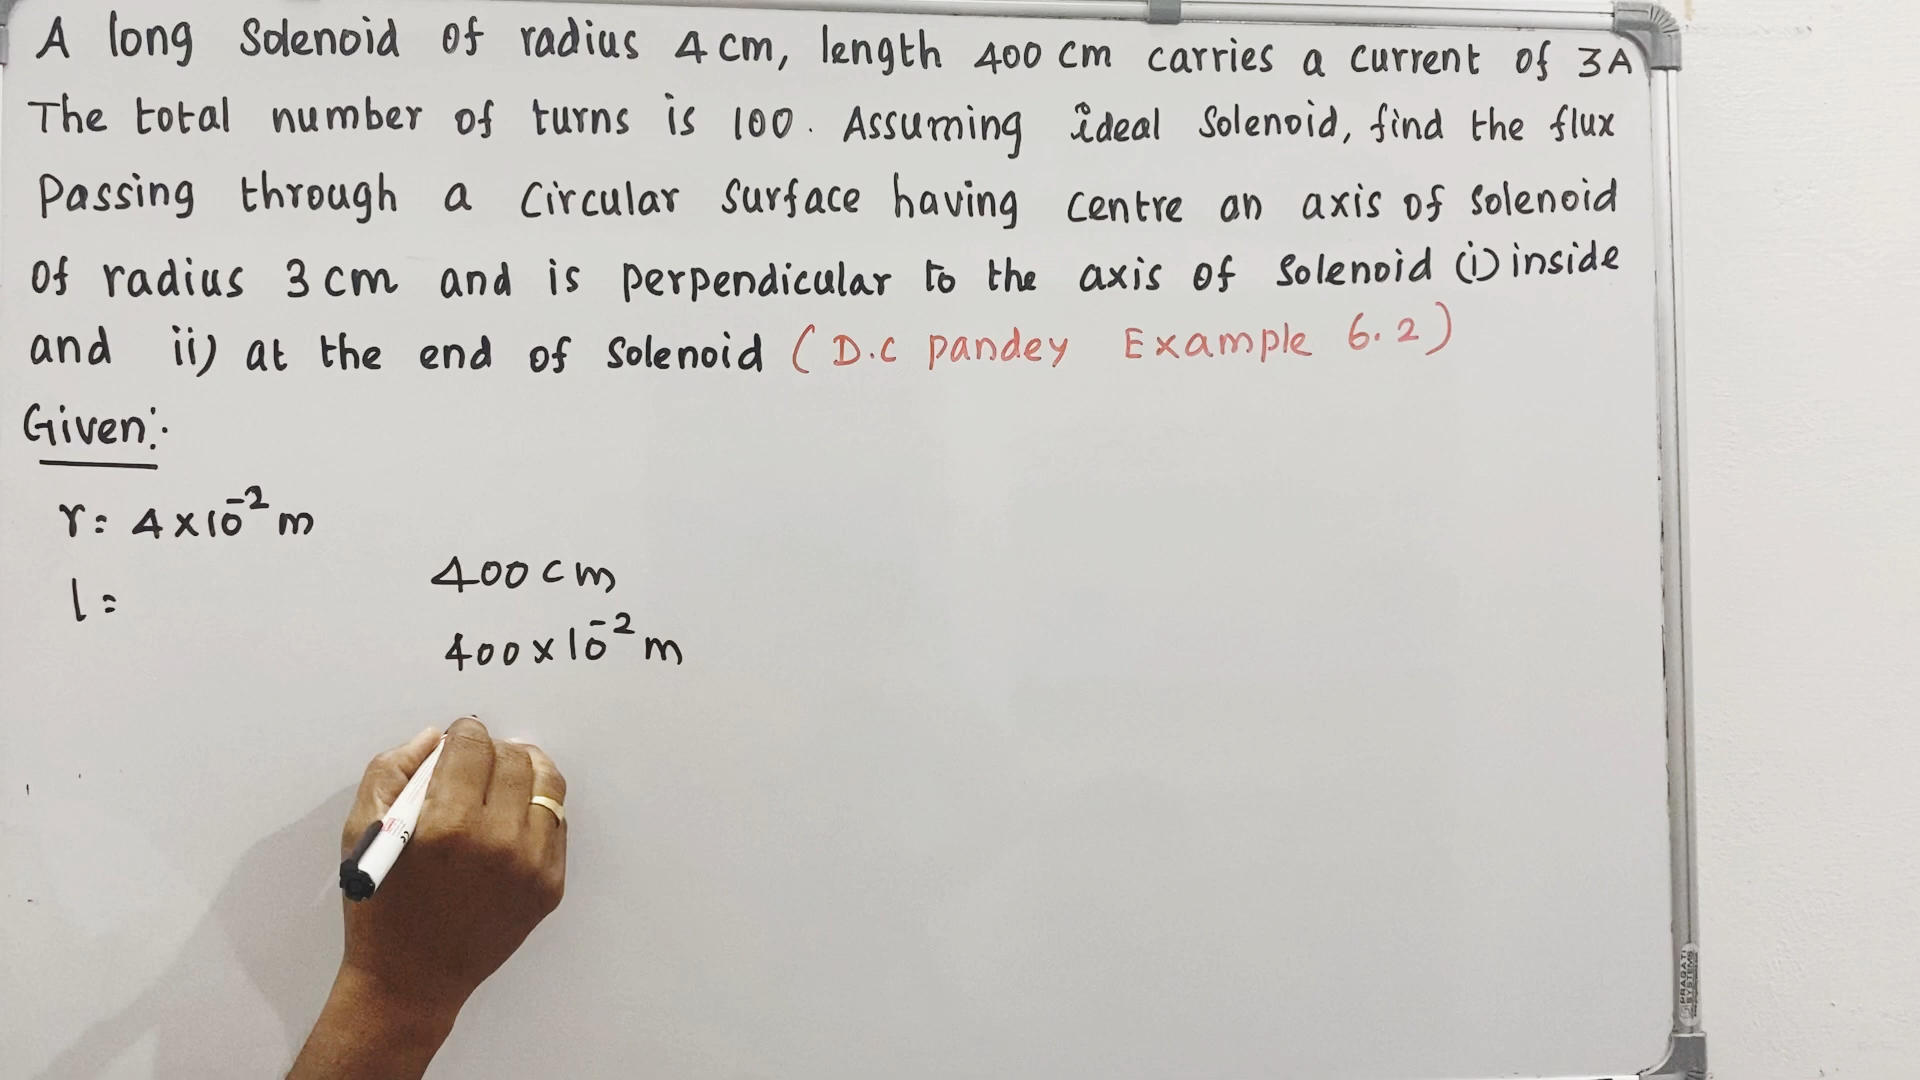 A long Solenoid of radius 4 cm, length 400 cm carries a current of 3A
The total number of turns is 100. Assuming ideal Solenoid, find the flux
Passing through a Circular Surface having centre on axis of Solenoid
of radius 3 cm and is perpendicular to the axis of Solenoid (i) inside
and ii) at the end of Solenoid (D.C pandey Example 6.2)
Given:
r = 4 × 10⁻² m
l =
400 cm
400 × 10⁻² m
PRAGATI
SYSTEMS